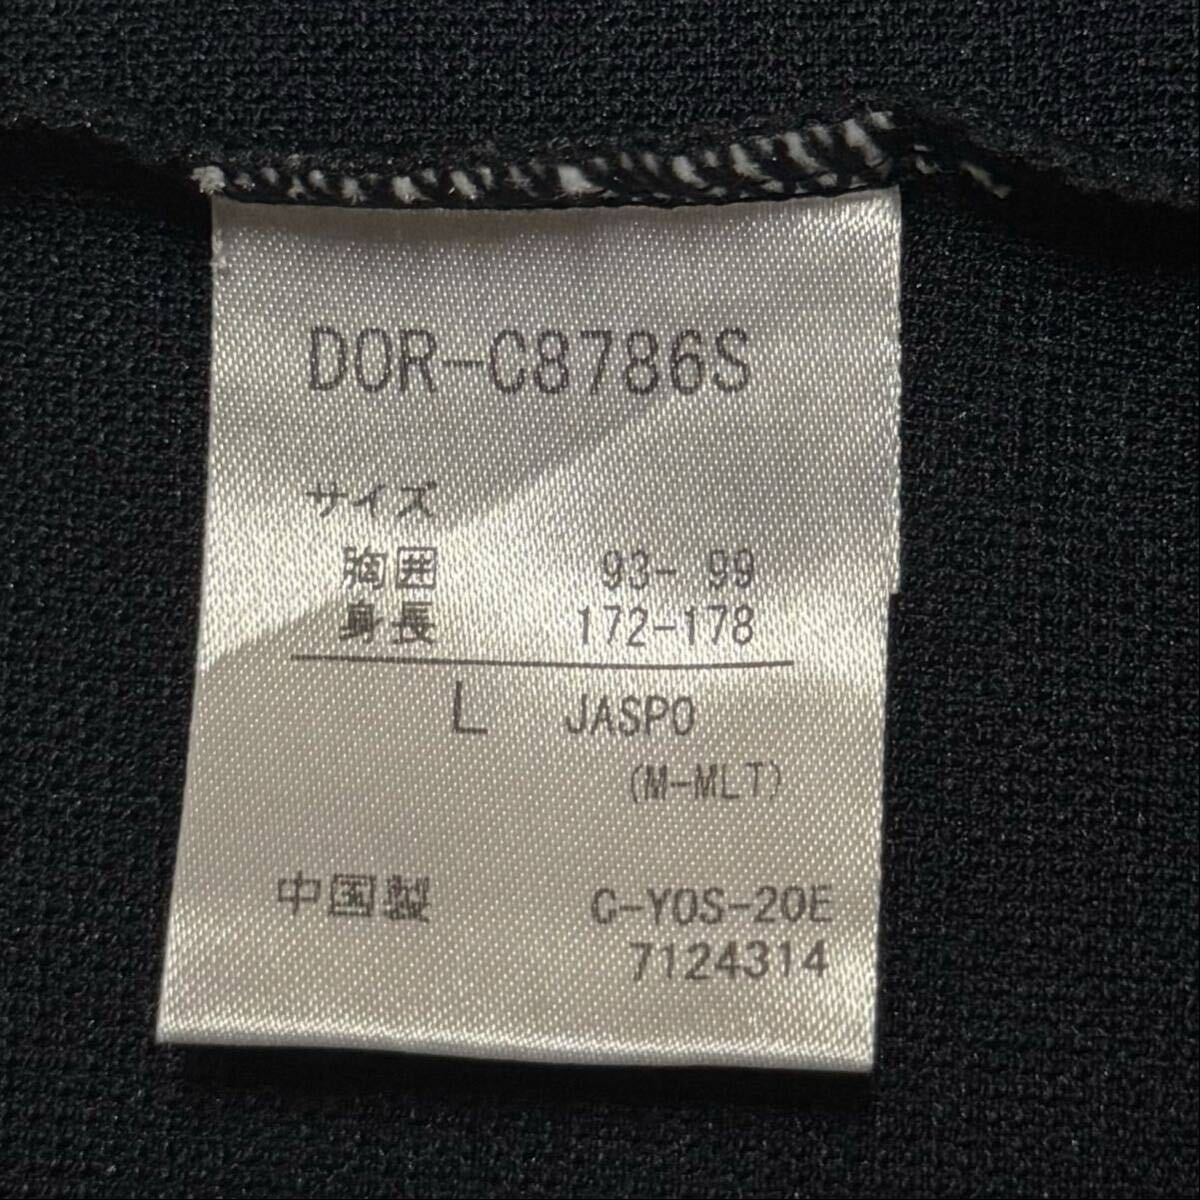 DOR-C8786S
サイズ
胸囲 93- 99
身長 172-178
L JASPO
(M-MLT)
中国製 C-YOS-20E
7124314